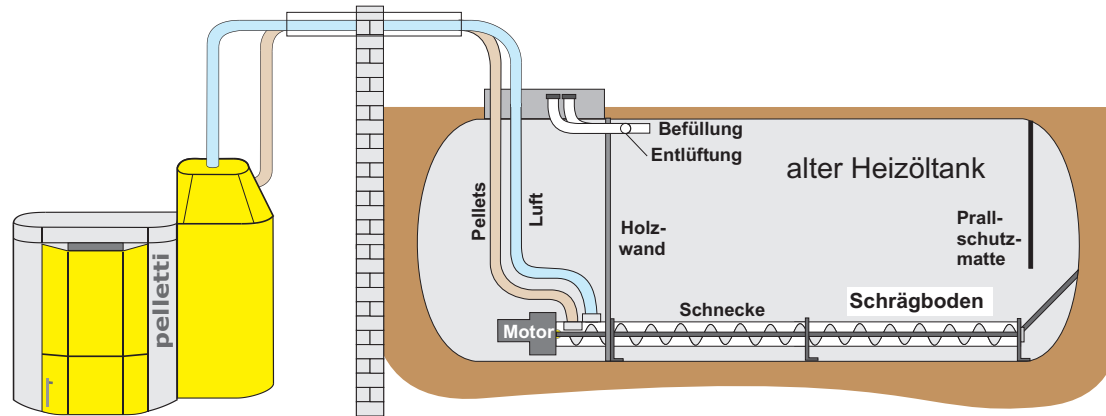 pelletti
Pellets
Luft
Befüllung
Entlüftung
alter Heizöltank
Holz-
wand
Prall-
schutz-
matte
Motor
Schnecke
Schrägboden